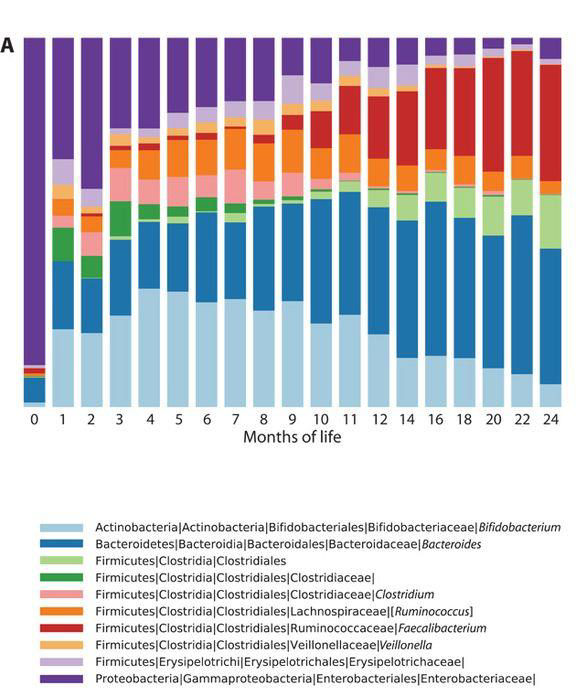 A
0 1 2 3 4 5 6 7 8 9 10 11 12 14 16 18 20 22 24
Months of life
Actinobacteria|Actinobacteria|Bifidobacteriales|Bifidobacteriaceae|Bifidobacterium
Bacteroidetes|Bacteroidia|Bacteroidales|Bacteroidaceae|Bacteroides
Firmicutes|Clostridia|Clostridiales
Firmicutes|Clostridia|Clostridiales|Clostridiaceae|
Firmicutes|Clostridia|Clostridiales|Clostridiaceae|Clostridium
Firmicutes|Clostridia|Clostridiales|Lachnospiraceae|[Ruminococcus]
Firmicutes|Clostridia|Clostridiales|Ruminococcaceae|Faecalibacterium
Firmicutes|Clostridia|Clostridiales|Veillonellaceae|Veillonella
Firmicutes|Erysipelotrichi|Erysipelotrichales|Erysipelotrichaceae|
Proteobacteria|Gammaproteobacteria|Enterobacteriales|Enterobacteriaceae|